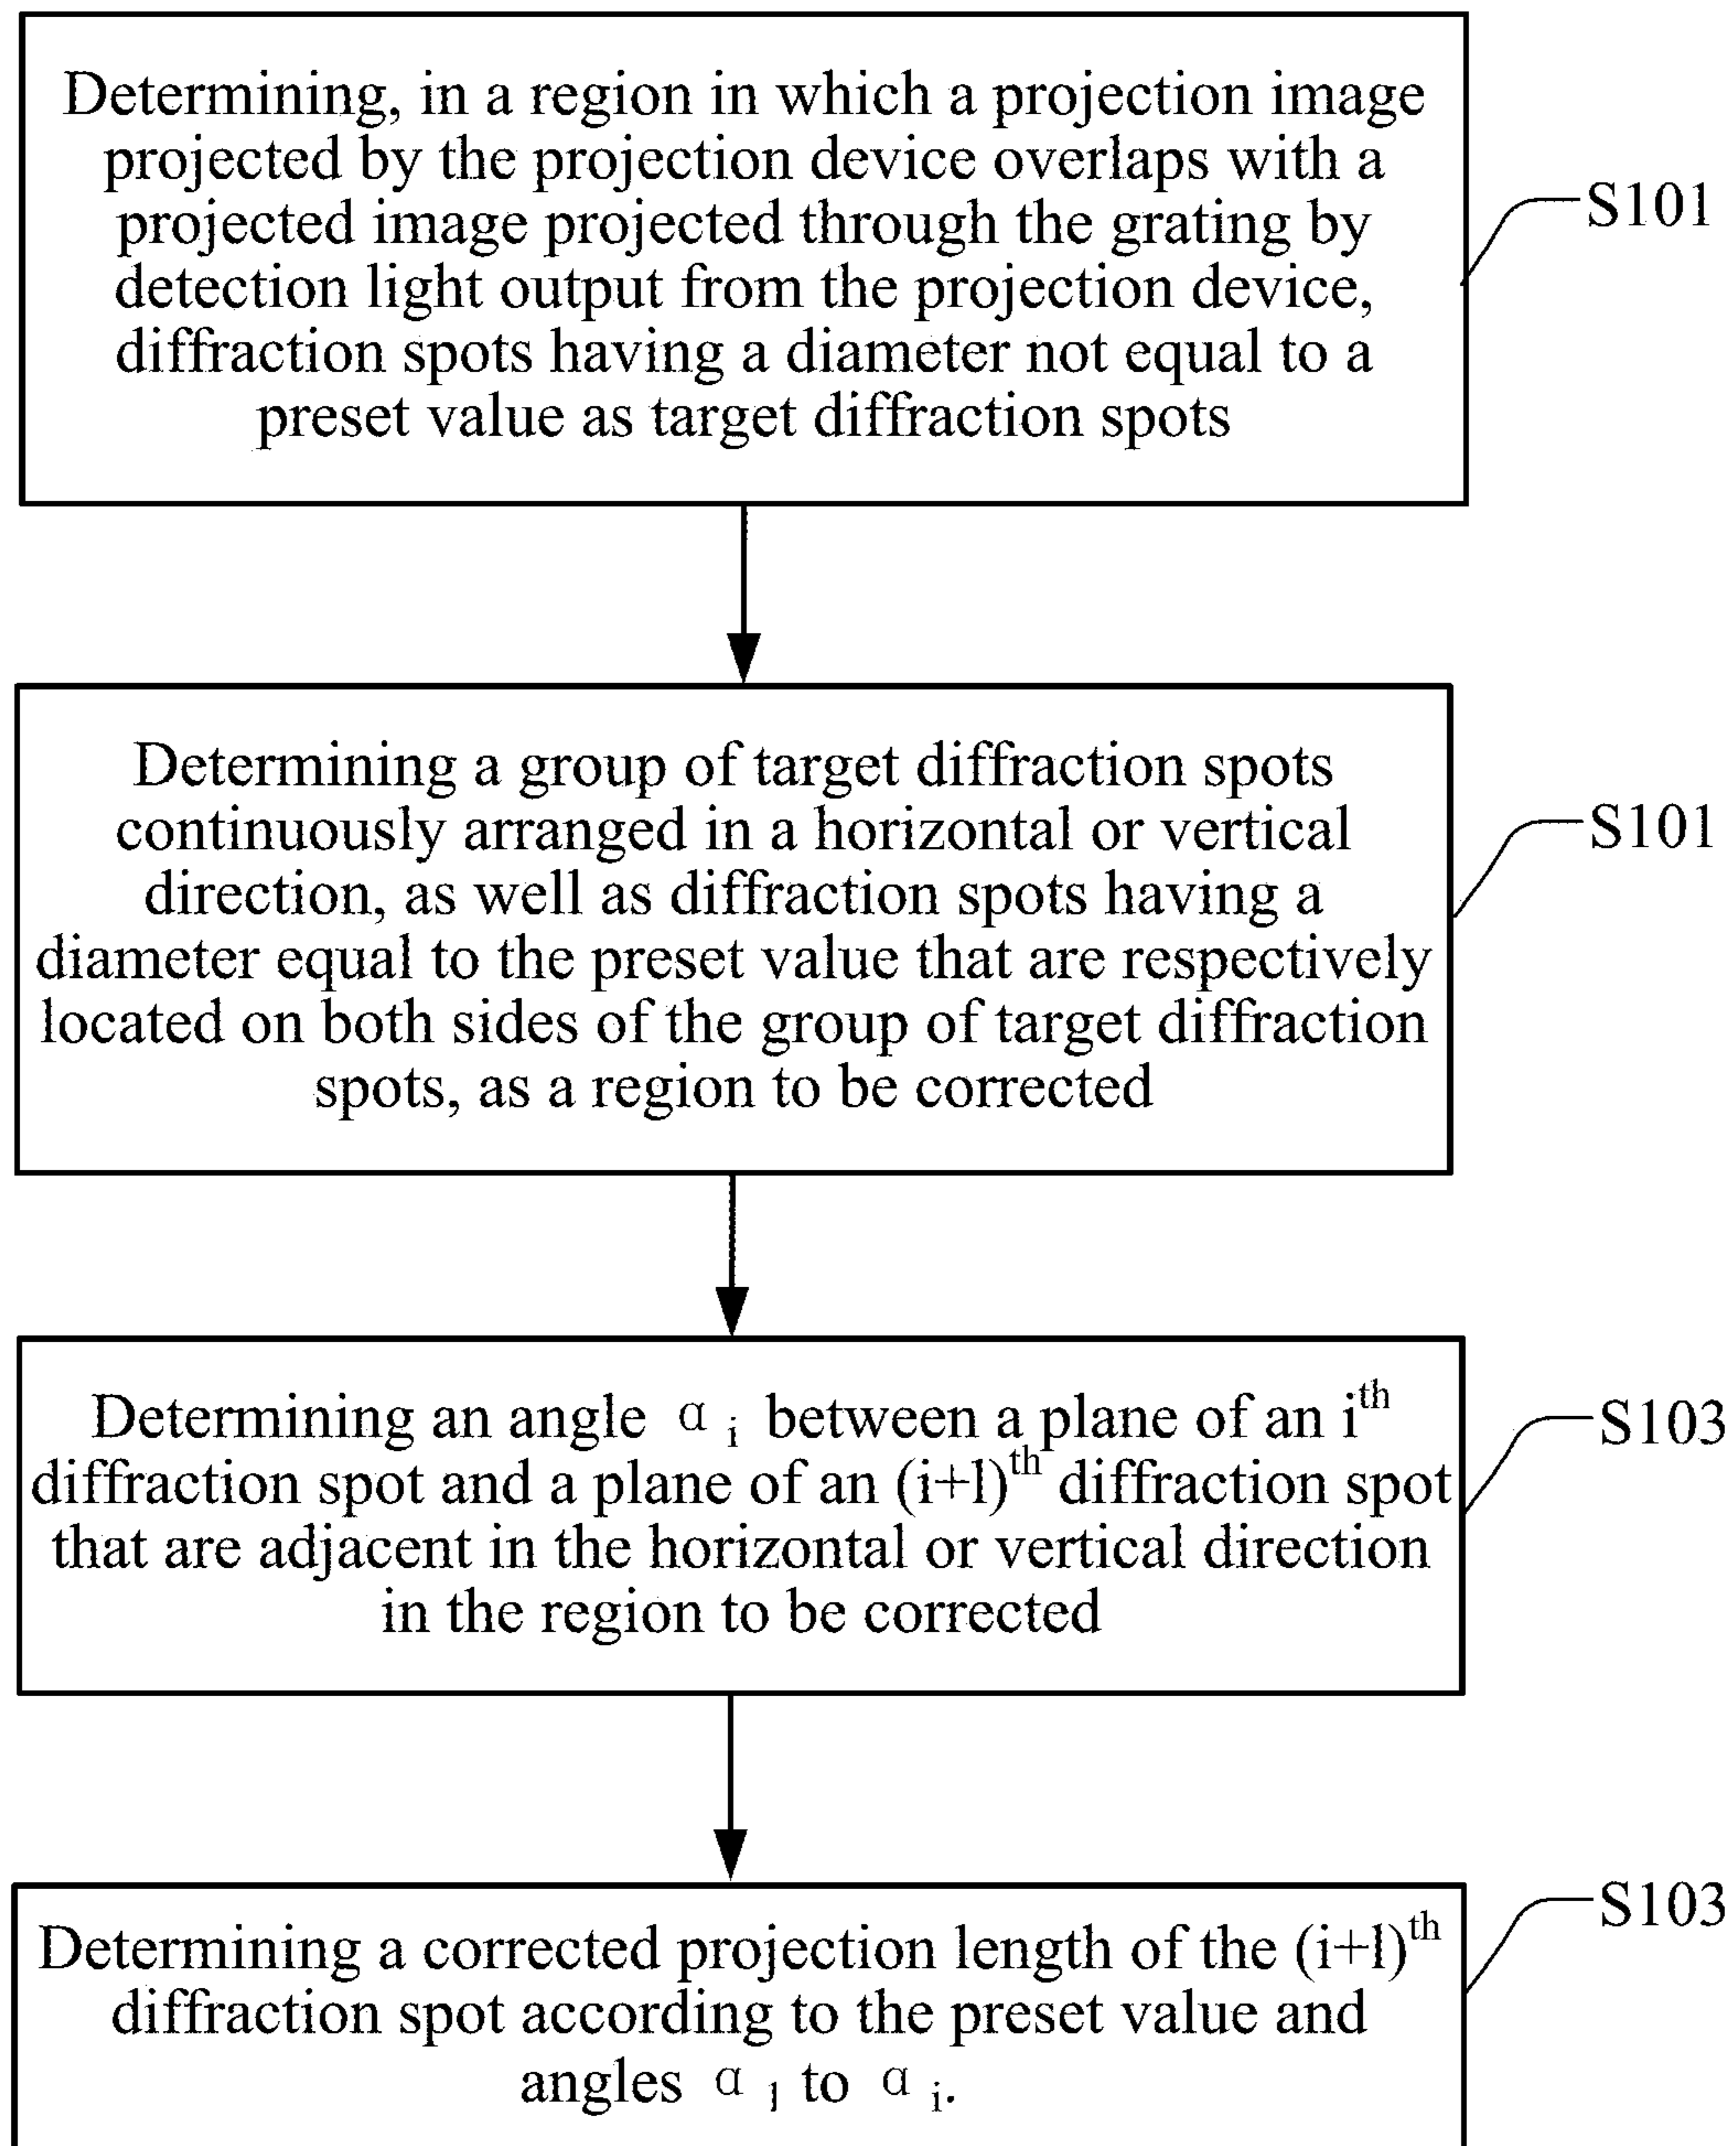 Determining, in a region in which a projection image
projected by the projection device overlaps with a
projected image projected through the grating by
detection light output from the projection device,
diffraction spots having a diameter not equal to a
preset value as target diffraction spots
S101
Determining a group of target diffraction spots
continuously arranged in a horizontal or vertical
direction, as well as diffraction spots having a
diameter equal to the preset value that are respectively
located on both sides of the group of target diffraction
spots, as a region to be corrected
S101
Determining an angle α i between a plane of an i th
diffraction spot and a plane of an (i+l) th diffraction spot
that are adjacent in the horizontal or vertical direction
in the region to be corrected
S103
Determining a corrected projection length of the (i+l) th
diffraction spot according to the preset value and
angles α l to α i.
S103